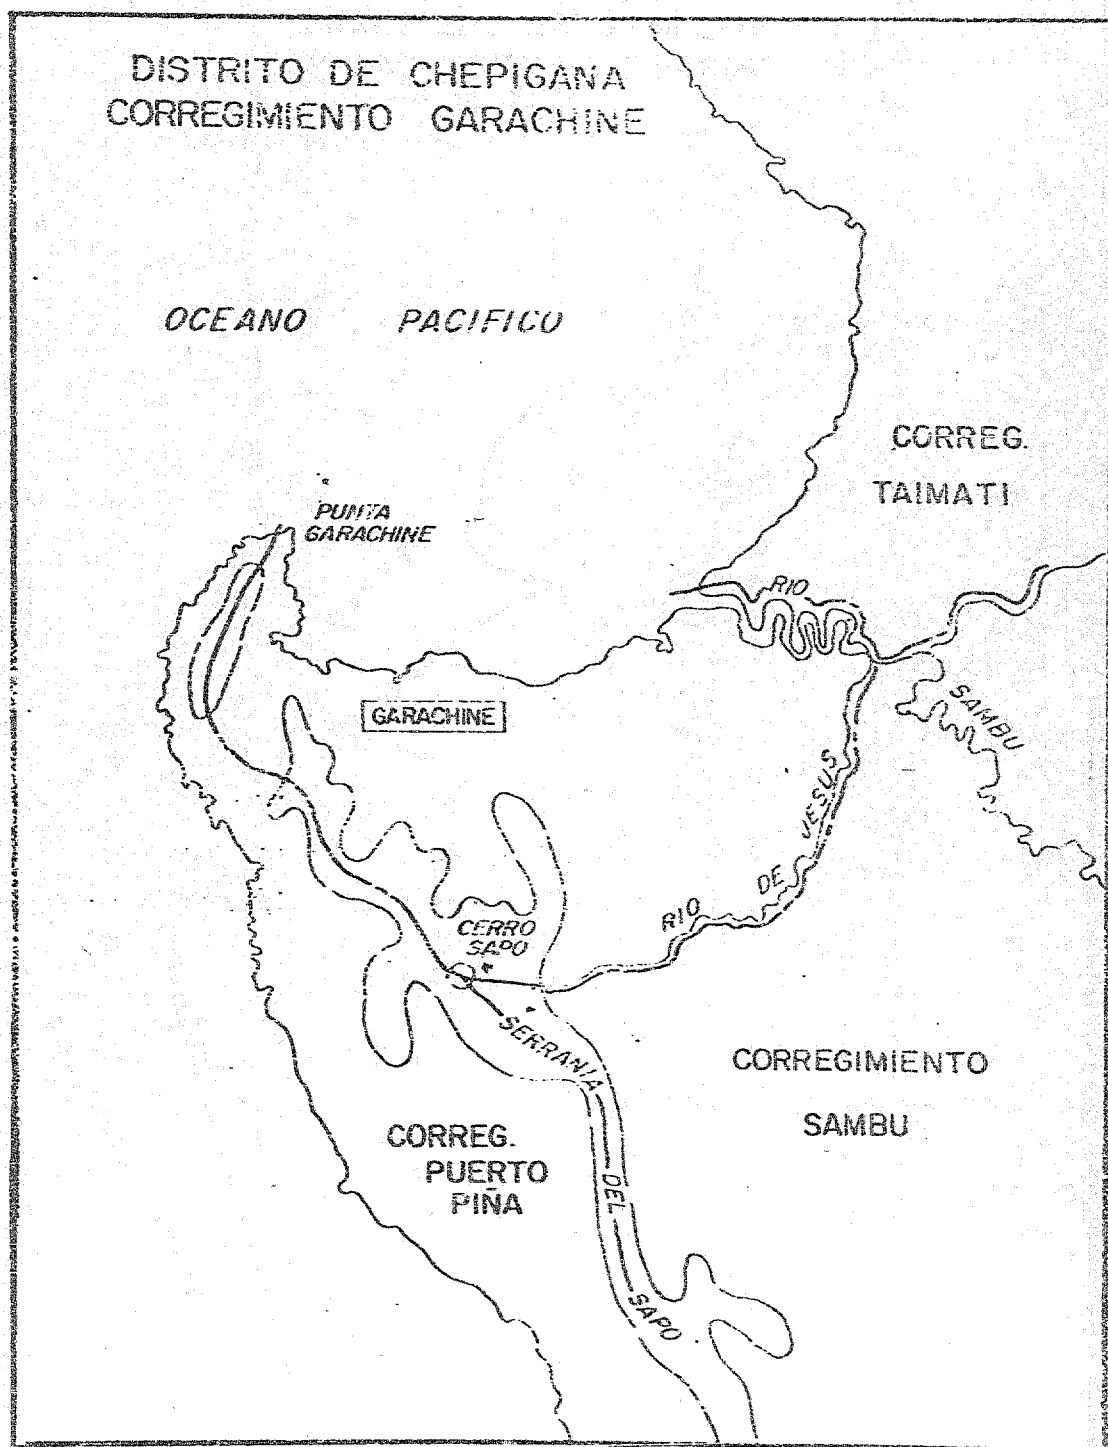 DISTRITO DE CHEPIGANA
CORREGIMIENTO GARACHINE
OCEANO PACIFICO
CORREG.
TAIMATI
PUNTA
GARACHINE
RIO
SAMBU
GARACHINE
RIO DE JESUS
CERRO
SAPO
SERRANIA DEL SAPO
CORREGIMIENTO
SAMBU
CORREG.
PUERTO
PIÑA